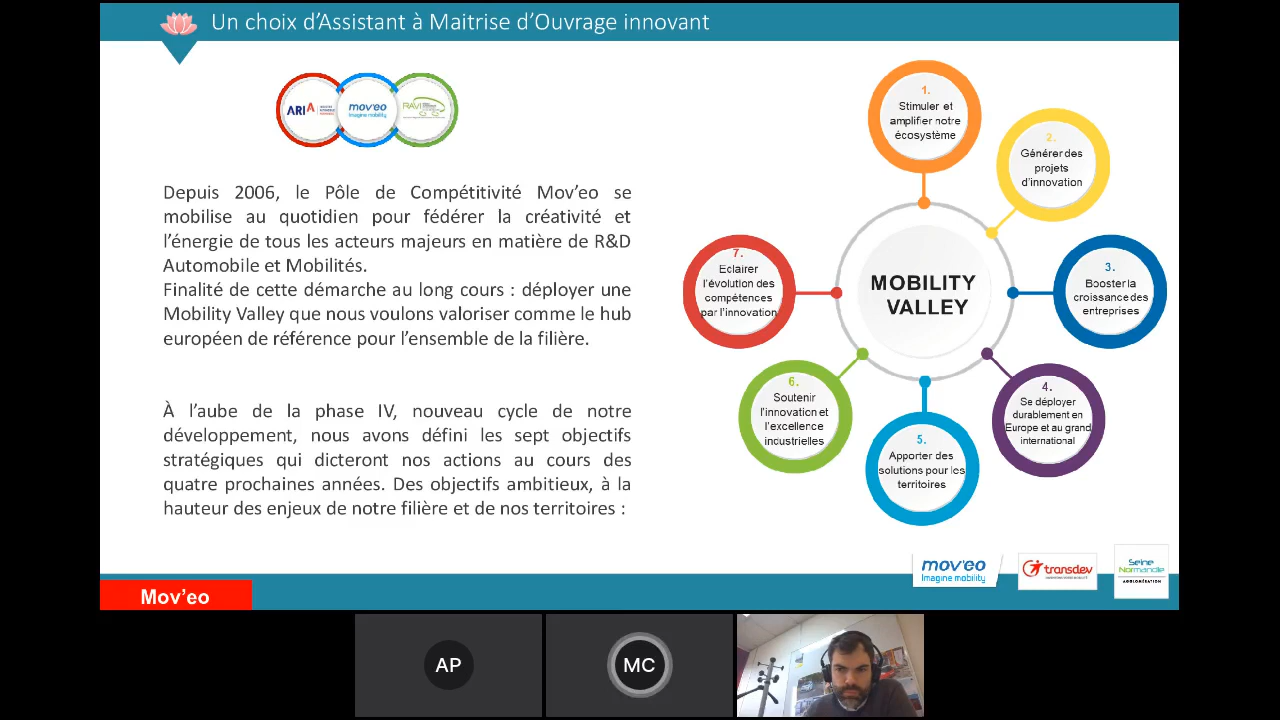 Un choix d’Assistant à Maitrise d’Ouvrage innovant
ARIA
mov'eo
Imagine mobility
RAVI
Depuis 2006, le Pôle de Compétitivité Mov’eo se
mobilise au quotidien pour fédérer la créativité et
l’énergie de tous les acteurs majeurs en matière de R&D
Automobile et Mobilités.
Finalité de cette démarche au long cours : déployer une
Mobility Valley que nous voulons valoriser comme le hub
européen de référence pour l’ensemble de la filière.
À l’aube de la phase IV, nouveau cycle de notre
développement, nous avons défini les sept objectifs
stratégiques qui dicteront nos actions au cours des
quatre prochaines années. Des objectifs ambitieux, à la
hauteur des enjeux de notre filière et de nos territoires :
MOBILITY
VALLEY
1.
Stimuler et
amplifier notre
écosystème
2.
Générer des
projets
d’innovation
3.
Booster la
croissance des
entreprises
4.
Se déployer
durablement en
Europe et au grand
international
5.
Apporter des
solutions pour les
territoires
6.
Soutenir
l’innovation et
l’excellence
industrielles
7.
Eclairer
l’évolution des
compétences
par l’innovation
mov'eo
Imagine mobility
transdev
Seine
Normandie
AGGLOMÉRATION
Mov’eo
AP
MC